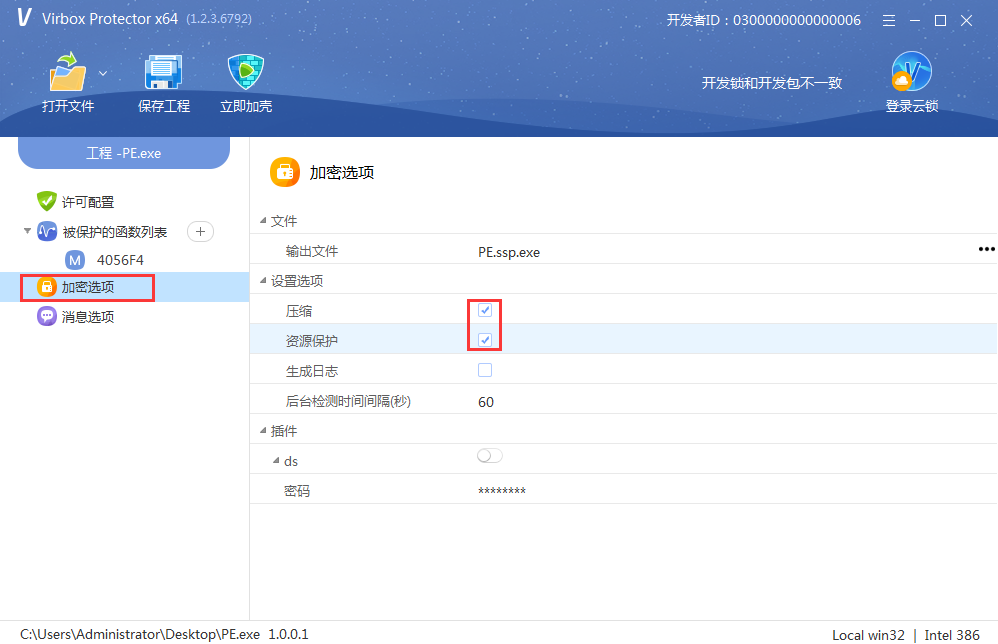 V Virbox Protector x64 (1.2.3.6792) 开发者ID：0300000000000006
打开文件 保存工程 立即加壳 开发锁和开发包不一致 登录云锁
工程 -PE.exe
许可配置
被保护的函数列表
M 4056F4
加密选项
消息选项
加密选项
文件
输出文件 PE.ssp.exe
设置选项
压缩
资源保护
生成日志
后台检测时间间隔(秒) 60
插件
ds
密码 ********
C:\Users\Administrator\Desktop\PE.exe 1.0.0.1 Local win32 | Intel 386